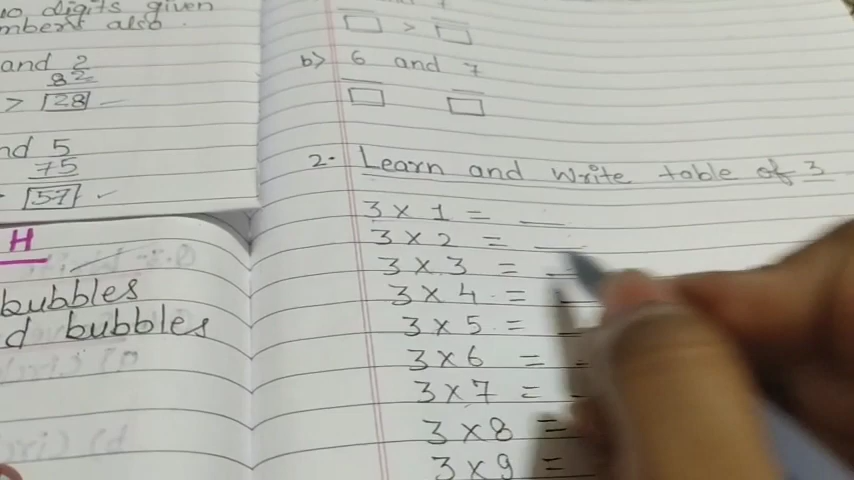 digits given
also
and 2
82
> 28
5
75
57
H
bubbles
d bubbles
>
b) 6 and 7
2. Learn and Write table of 3
3 × 1 = __
3 × 2 = __
3 × 3 =
3 × 4 =
3 × 5 =
3 × 6 =
3 × 7 =
3 × 8 =
3 × 9 =